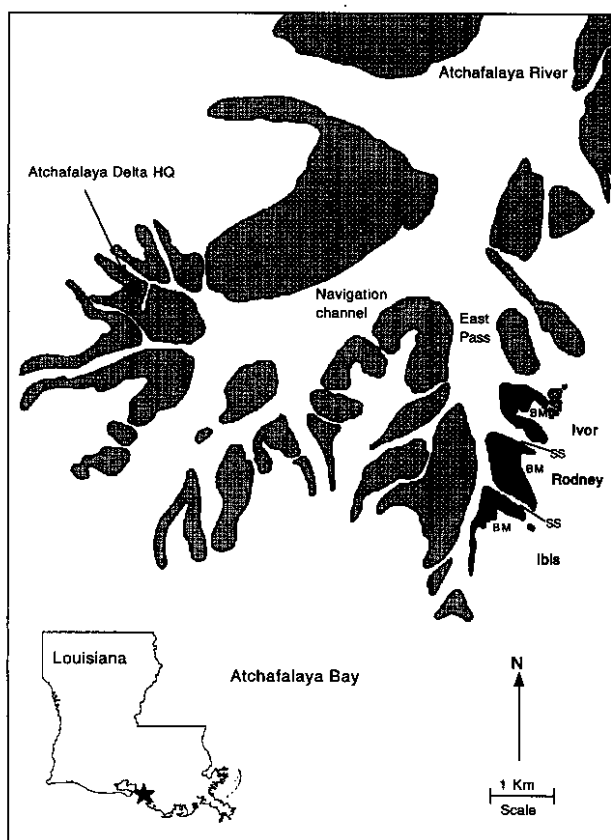 Atchafalaya River
Atchafalaya Delta HQ
Navigation
channel
East
Pass
BM
Ivor
SS
BM
Rodney
SS
BM
Ibis
Louisiana
Atchafalaya Bay
N
1 Km
Scale